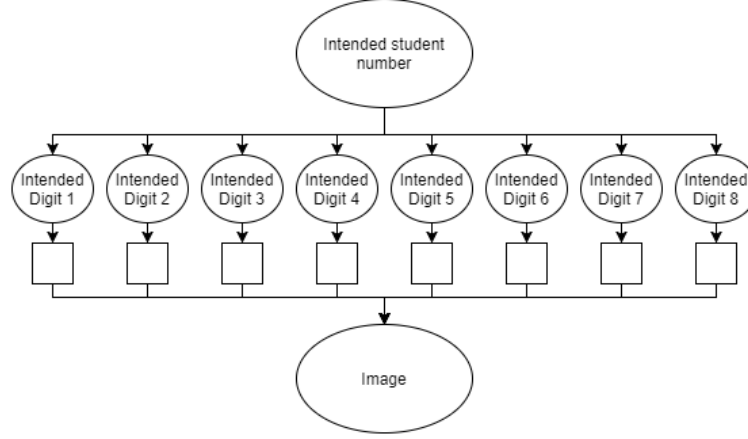 Intended student
number
Intended
Digit 1
Intended
Digit 2
Intended
Digit 3
Intended
Digit 4
Intended
Digit 5
Intended
Digit 6
Intended
Digit 7
Intended
Digit 8
Image